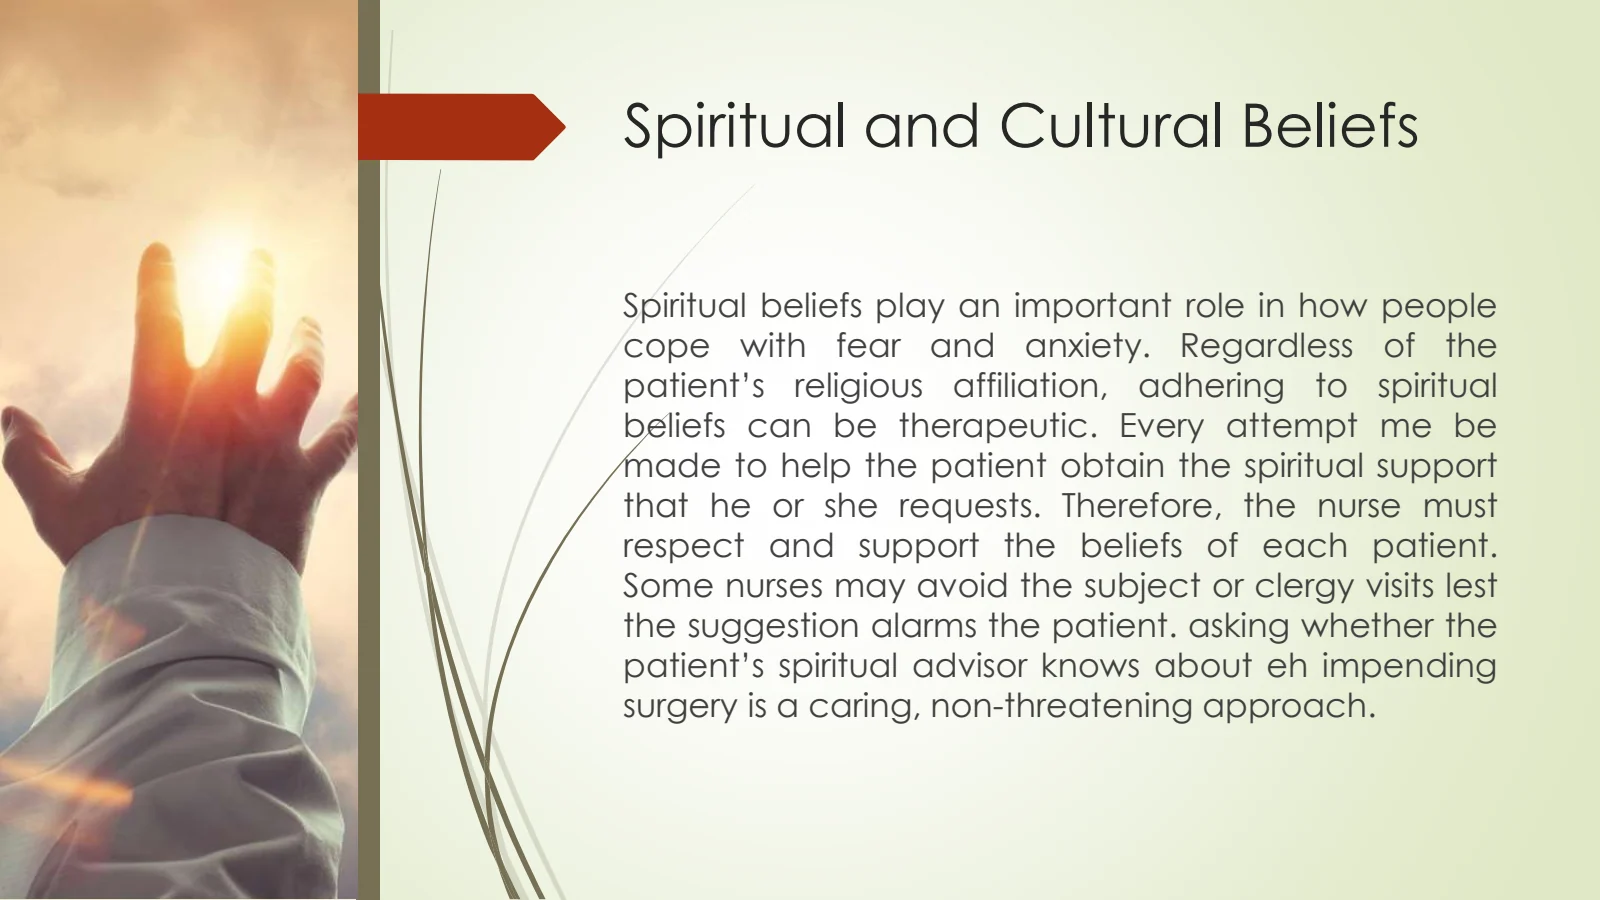 Spiritual and Cultural Beliefs
Spiritual beliefs play an important role in how people
cope with fear and anxiety. Regardless of the
patient’s religious affiliation, adhering to spiritual
beliefs can be therapeutic. Every attempt me be
made to help the patient obtain the spiritual support
that he or she requests. Therefore, the nurse must
respect and support the beliefs of each patient.
Some nurses may avoid the subject or clergy visits lest
the suggestion alarms the patient. asking whether the
patient’s spiritual advisor knows about eh impending
surgery is a caring, non-threatening approach.